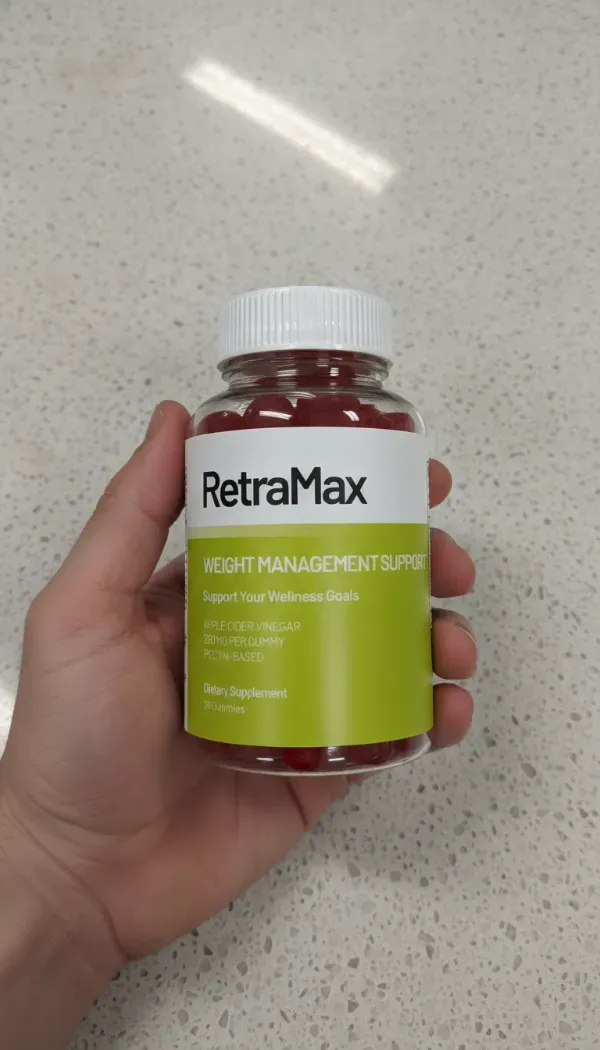 RetraMax
WEIGHT MANAGEMENT SUPPORT
Support Your Wellness Goals
APPLE CIDER VINEGAR
PER GUMMY
PECTIN-BASED
Dietary Supplement
Gummies